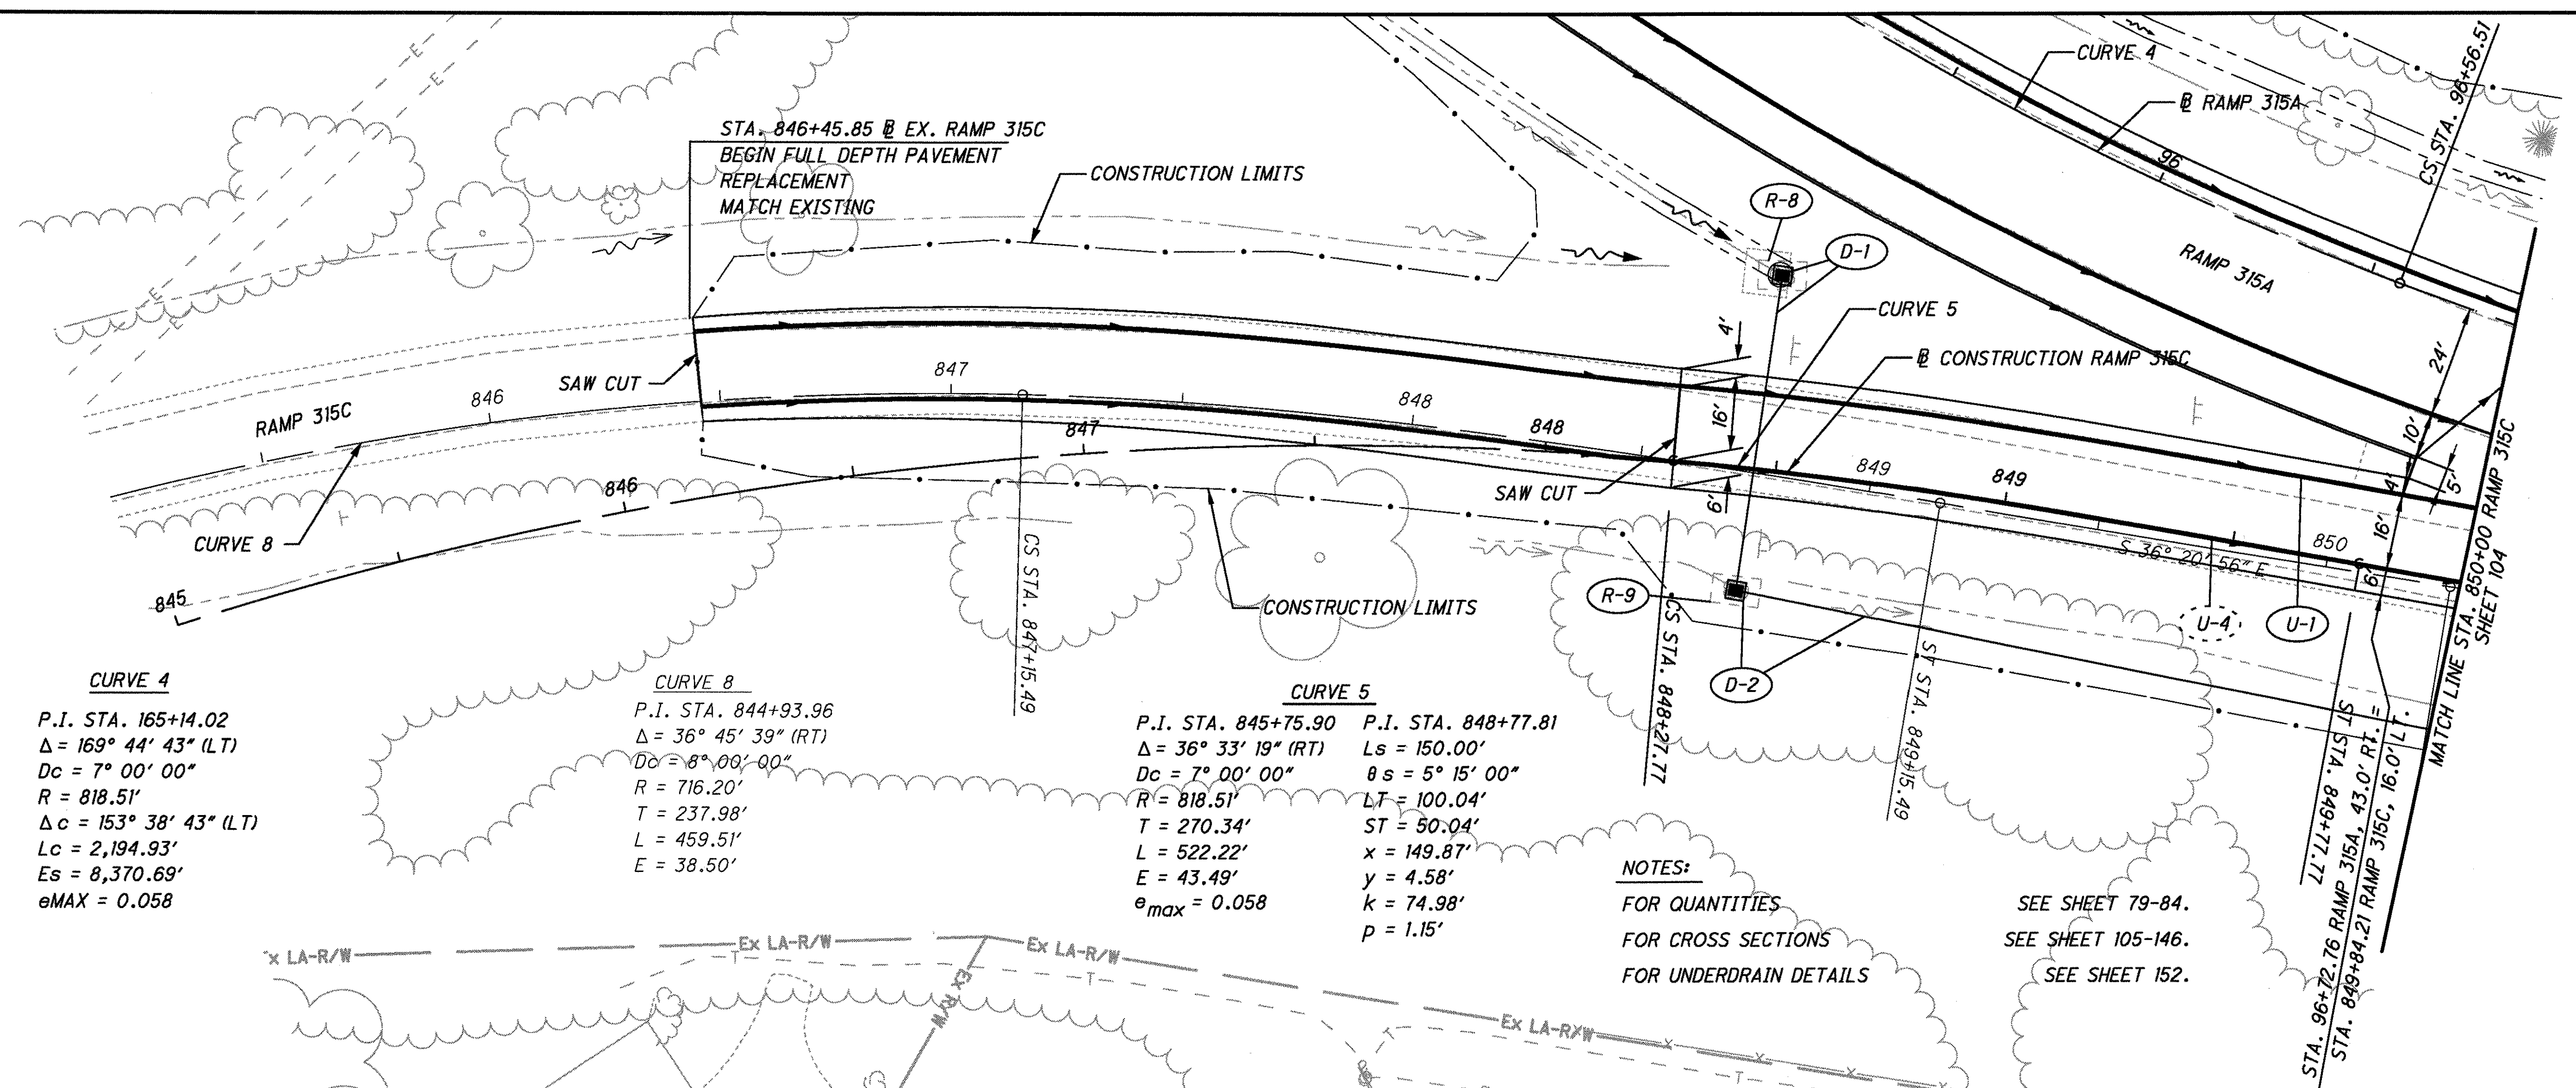 CURVE 4
℄ RAMP 315A
CS STA. 96+56.51
96
RAMP 315A
STA. 846+45.85 ℄ EX. RAMP 315C
BEGIN FULL DEPTH PAVEMENT
REPLACEMENT
MATCH EXISTING
CONSTRUCTION LIMITS
R-8
D-1
CURVE 5
℄ CONSTRUCTION RAMP 315C
4'
16'
6'
24'
10'
4'
5'
16'
6'
SAW CUT
RAMP 315C
846
847
848
848
847
846
845
849
849
850
CURVE 8
SAW CUT
S 36° 20' 56" E
CONSTRUCTION LIMITS
R-9
D-2
U-4
U-1
CS STA. 847+15.49
CS STA. 848+27.77
ST STA. 849+15.49
ST STA. 849+77.77
STA. 96+72.76 RAMP 315A, 43.0' RT. =
STA. 849+84.21 RAMP 315C, 16.0' LT.
MATCH LINE STA. 850+00 RAMP 315C
SHEET 104
E
E
E
E
CURVE 4
P.I. STA. 165+14.02
Δ = 169° 44' 43" (LT)
Dc = 7° 00' 00"
R = 818.51'
Δc = 153° 38' 43" (LT)
Lc = 2,194.93'
Es = 8,370.69'
eMAX = 0.058
CURVE 8
P.I. STA. 844+93.96
Δ = 36° 45' 39" (RT)
Dc = 8° 00' 00"
R = 716.20'
T = 237.98'
L = 459.51'
E = 38.50'
CURVE 5
P.I. STA. 845+75.90
Δ = 36° 33' 19" (RT)
Dc = 7° 00' 00"
R = 818.51'
T = 270.34'
L = 522.22'
E = 43.49'
emax = 0.058
P.I. STA. 848+77.81
Ls = 150.00'
θs = 5° 15' 00"
LT = 100.04'
ST = 50.04'
x = 149.87'
y = 4.58'
k = 74.98'
p = 1.15'
NOTES:
FOR QUANTITIES SEE SHEET 79-84.
FOR CROSS SECTIONS SEE SHEET 105-146.
FOR UNDERDRAIN DETAILS SEE SHEET 152.
x LA-R/W
Ex LA-R/W
Ex LA-R/W
Ex R/W
Ex LA-R/W
T
T
T